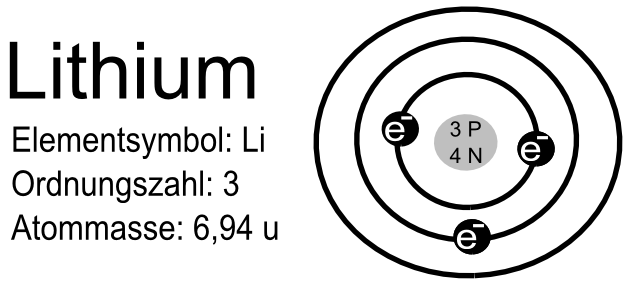 Lithium
Elementsymbol: Li
Ordnungszahl: 3
Atommasse: 6,94 u
3 P
4 N
e⁻
e⁻
e⁻